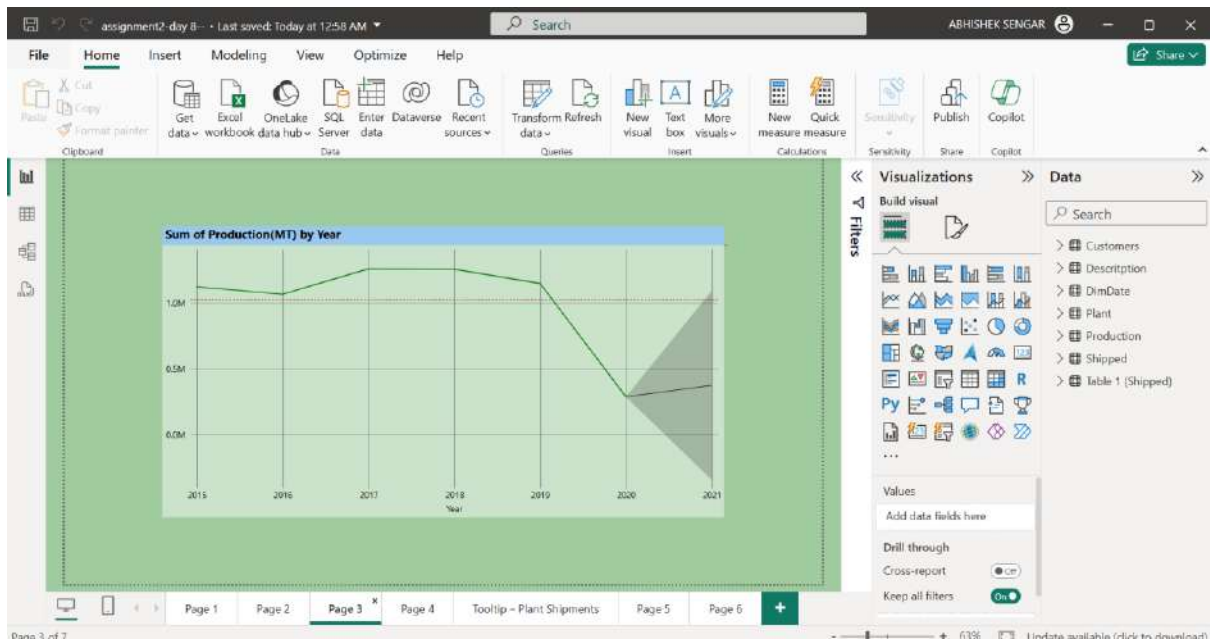 assignment2-day 8-- • Last saved: Today at 12:58 AM
Search
ABHISHEK SENGAR
File Home Insert Modeling View Optimize Help
Share
Paste
Cut
Copy
Format painter
Clipboard
Get data
Excel workbook
OneLake data hub
SQL Server
Enter data
Dataverse
Recent sources
Data
Transform data
Refresh
Queries
New visual
Text box
More visuals
Insert
New measure
Quick measure
Calculations
Sensitivity
Sensitivity
Publish
Share
Copilot
Copilot
Sum of Production(MT) by Year
1.0M
0.5M
0.0M
2015 2016 2017 2018 2019 2020 2021
Year
Filters
Visualizations
Build visual
123
R
Py
...
Values
Add data fields here
Drill through
Cross-report
Off
Keep all filters
On
Data
Search
Customers
Descritption
DimDate
Plant
Production
Shipped
Table 1 (Shipped)
Page 1 Page 2 Page 3 Page 4 Tooltip - Plant Shipments Page 5 Page 6
Page 3 of 7
63%
Update available (click to download)